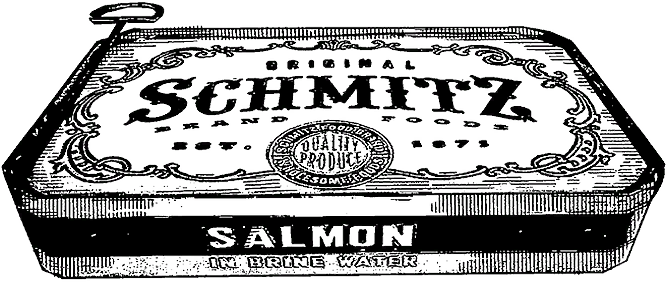 ORIGINAL
SCHMITZ
BRAND FOODS
EST. 1871
QUALITY
PRODUCE
SALMON
IN BRINE WATER